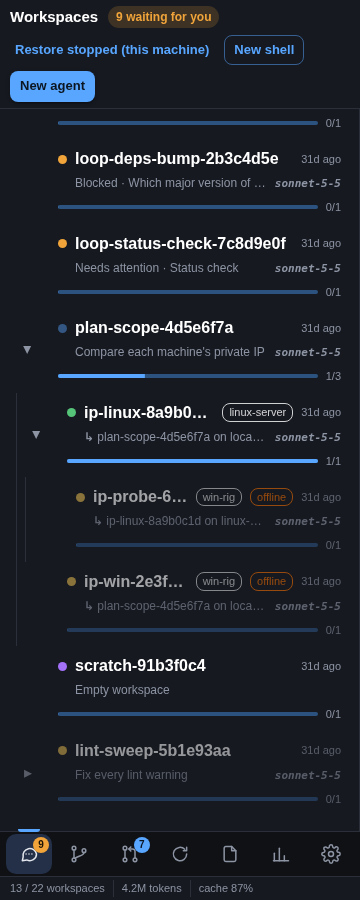 Workspaces 9 waiting for you
Restore stopped (this machine) New shell
New agent
0/1
loop-deps-bump-2b3c4d5e 31d ago
Blocked · Which major version of … sonnet-5-5
0/1
loop-status-check-7c8d9e0f 31d ago
Needs attention · Status check sonnet-5-5
0/1
plan-scope-4d5e6f7a 31d ago
Compare each machine's private IP sonnet-5-5
1/3
ip-linux-8a9b0… linux-server 31d ago
↳ plan-scope-4d5e6f7a on loca… sonnet-5-5
1/1
ip-probe-6… win-rig offline 31d ago
↳ ip-linux-8a9b0c1d on linux-… sonnet-5-5
0/1
ip-win-2e3f… win-rig offline 31d ago
↳ plan-scope-4d5e6f7a on loca… sonnet-5-5
0/1
scratch-91b3f0c4 31d ago
Empty workspace
0/1
lint-sweep-5b1e93aa 31d ago
Fix every lint warning sonnet-5-5
0/1
9 7
13 / 22 workspaces 4.2M tokens cache 87%